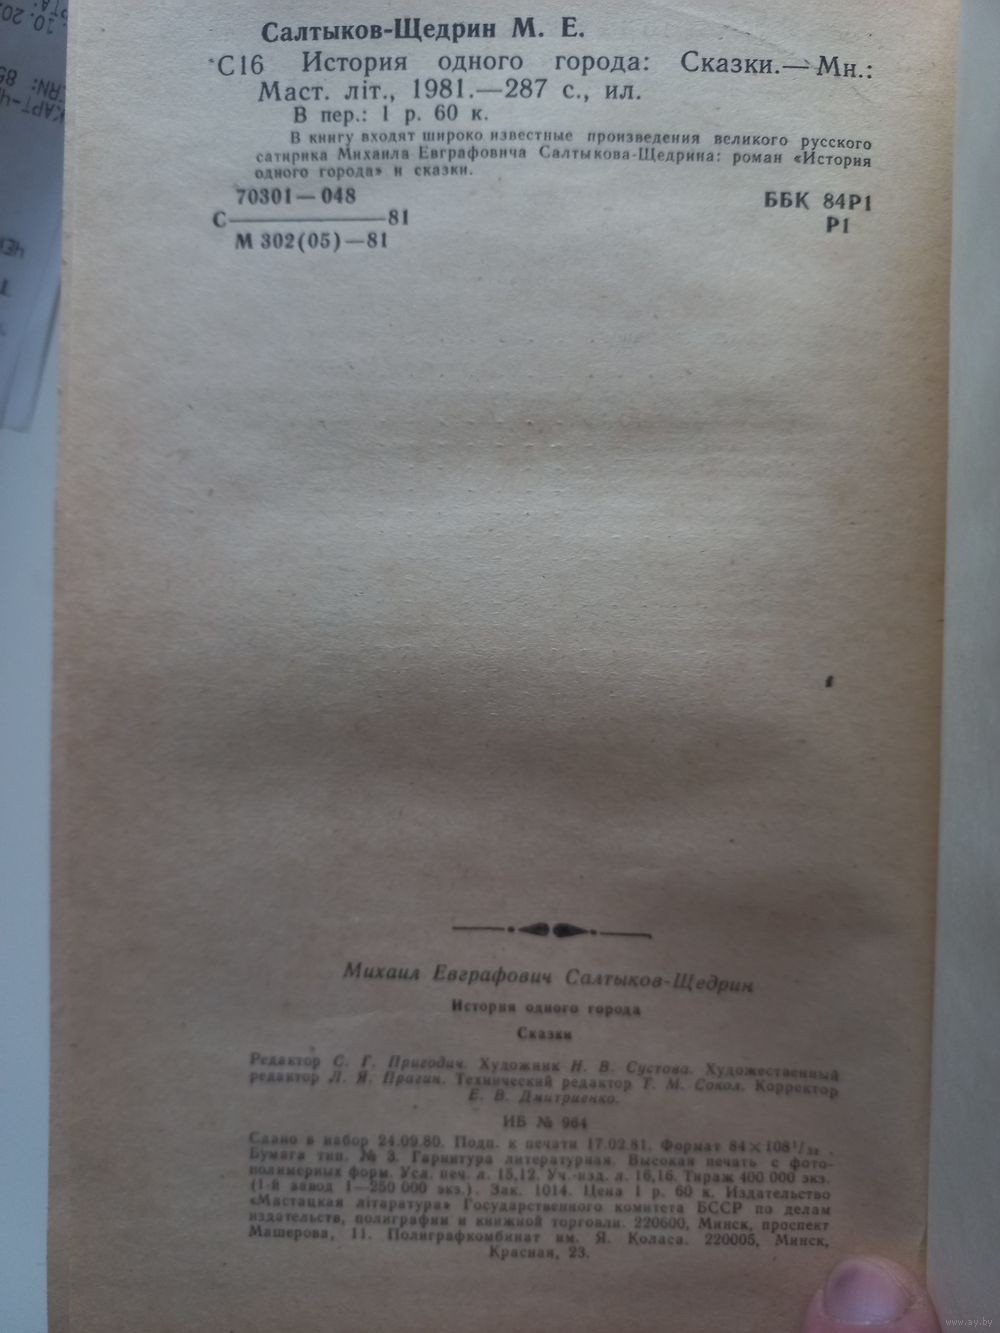 Салтыков-Щедрин М. Е.
С16 История одного города: Сказки.— Мн.:
Маст. літ., 1981.—287 с., ил.
В пер.: 1 р. 60 к.
В книгу входят широко известные произведения великого русского
сатирика Михаила Евграфовича Салтыкова-Щедрина: роман «История
одного города» и сказки.
70301—048
С————81
М 302(05)—81
ББК 84Р1
Р1
Михаил Евграфович Салтыков-Щедрин
История одного города
Сказки
Редактор С. Г. Пригодич. Художник Н. В. Сустова. Художественный
редактор Л. Я. Прагин. Технический редактор Т. М. Сокол. Корректор
Е. В. Дмитриенко.
ИБ № 964
Сдано в набор 24.09.80. Подп. к печати 17.02.81. Формат 84×108¹/₃₂.
Бумага тип. № 3. Гарнитура литературная. Высокая печать с фото-
полимерных форм. Усл. печ. л. 15,12. Уч.-изд. л. 16,16. Тираж 400 000 экз.
(1-й завод 1—250 000 экз.). Зак. 1014. Цена 1 р. 60 к. Издательство
«Мастацкая літаратура» Государственного комитета БССР по делам
издательств, полиграфии и книжной торговли. 220600, Минск, проспект
Машерова, 11. Полиграфкомбинат им. Я. Коласа. 220005, Минск,
Красная, 23.
www.ay.by